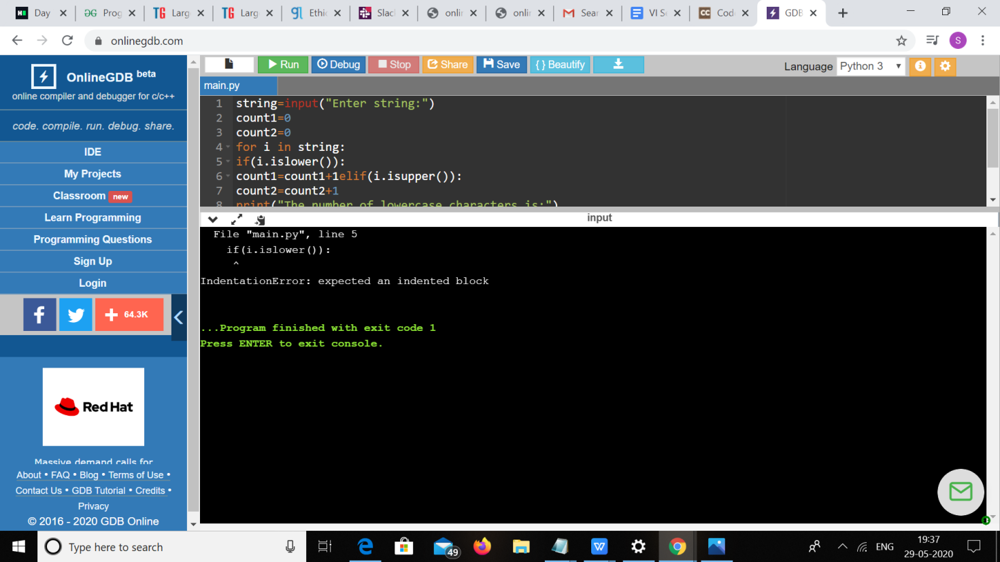 Day
Prog
Larg
Larg
Ethic
Slac
onlin
onlin
Sear
VI Se
Cod
GDB
onlinegdb.com
S
OnlineGDB beta
online compiler and debugger for c/c++
code. compile. run. debug. share.
IDE
My Projects
Classroom new
Learn Programming
Programming Questions
Sign Up
Login
64.3K
Red Hat
Massive demand calls for
About • FAQ • Blog • Terms of Use •
Contact Us • GDB Tutorial • Credits •
Privacy
© 2016 - 2020 GDB Online
Run Debug Stop Share Save { } Beautify
Language Python 3
main.py
1 string=input("Enter string:")
2 count1=0
3 count2=0
4 for i in string:
5 if(i.islower()):
6 count1=count1+1elif(i.isupper()):
7 count2=count2+1
8 print("The number of lowercase characters is:")
input
File "main.py", line 5
if(i.islower()):
^
IndentationError: expected an indented block
...Program finished with exit code 1
Press ENTER to exit console.
Type here to search
49
ENG
19:37
29-05-2020